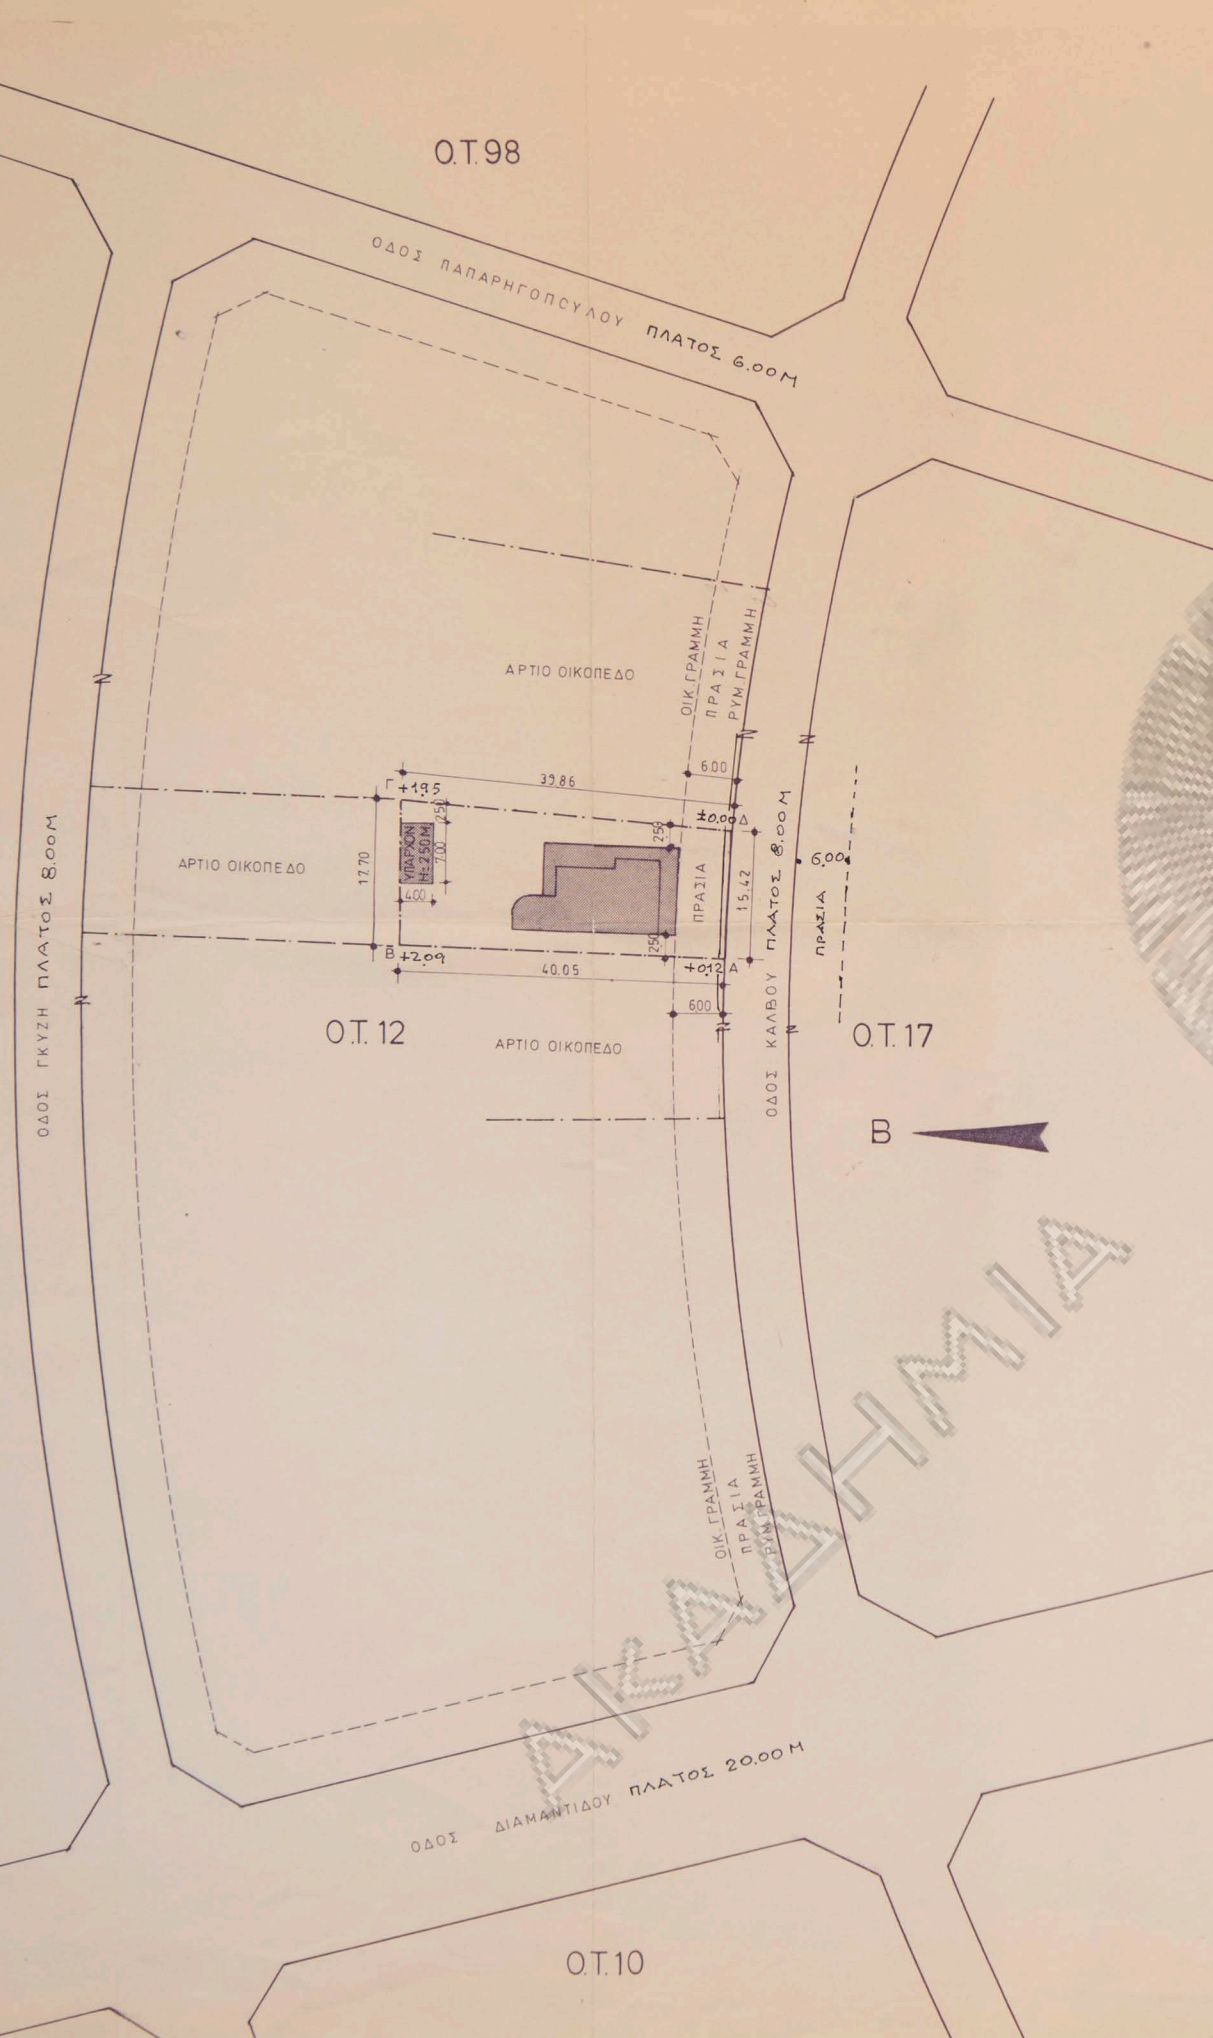 Ο.Τ.98
ΟΔΟΣ ΠΑΠΑΡΗΓΟΠΟΥΛΟΥ ΠΛΑΤΟΣ 6.00Μ
ΟΙΚ.ΓΡΑΜΜΗ
ΠΡΑΣΙΑ
ΡΥΜ.ΓΡΑΜΜΗ
ΑΡΤΙΟ ΟΙΚΟΠΕΔΟ
6.00
39.86
Γ +1.95
±0.00 Δ
2.50
2.50
ΥΠΑΡΧΟΝ
Η=2.50Μ
7.00
4.00
17.70
ΑΡΤΙΟ ΟΙΚΟΠΕΔΟ
ΠΡΑΣΙΑ
15.42
6.00
ΠΡΑΣΙΑ
2.50
Β +2.09
+0.12 Α
40.05
6.00
ΟΔΟΣ ΓΚΥΖΗ ΠΛΑΤΟΣ 8.00Μ
ΟΔΟΣ ΚΑΛΒΟΥ ΠΛΑΤΟΣ 8.00Μ
Ο.Τ.12
ΑΡΤΙΟ ΟΙΚΟΠΕΔΟ
Ο.Τ.17
Β
ΟΙΚ.ΓΡΑΜΜΗ
ΠΡΑΣΙΑ
ΡΥΜ.ΓΡΑΜΜΗ
ΑΚΑΔΗΜΙΑ
ΟΔΟΣ ΔΙΑΜΑΝΤΙΔΟΥ ΠΛΑΤΟΣ 20.00Μ
Ο.Τ.10